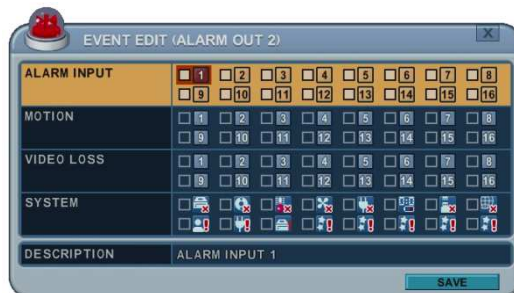 EVENT EDIT (ALARM OUT 2) X
ALARM INPUT 1 2 3 4 5 6 7 8
9 10 11 12 13 14 15 16
MOTION 1 2 3 4 5 6 7 8
9 10 11 12 13 14 15 16
VIDEO LOSS 1 2 3 4 5 6 7 8
9 10 11 12 13 14 15 16
SYSTEM
DESCRIPTION ALARM INPUT 1
SAVE